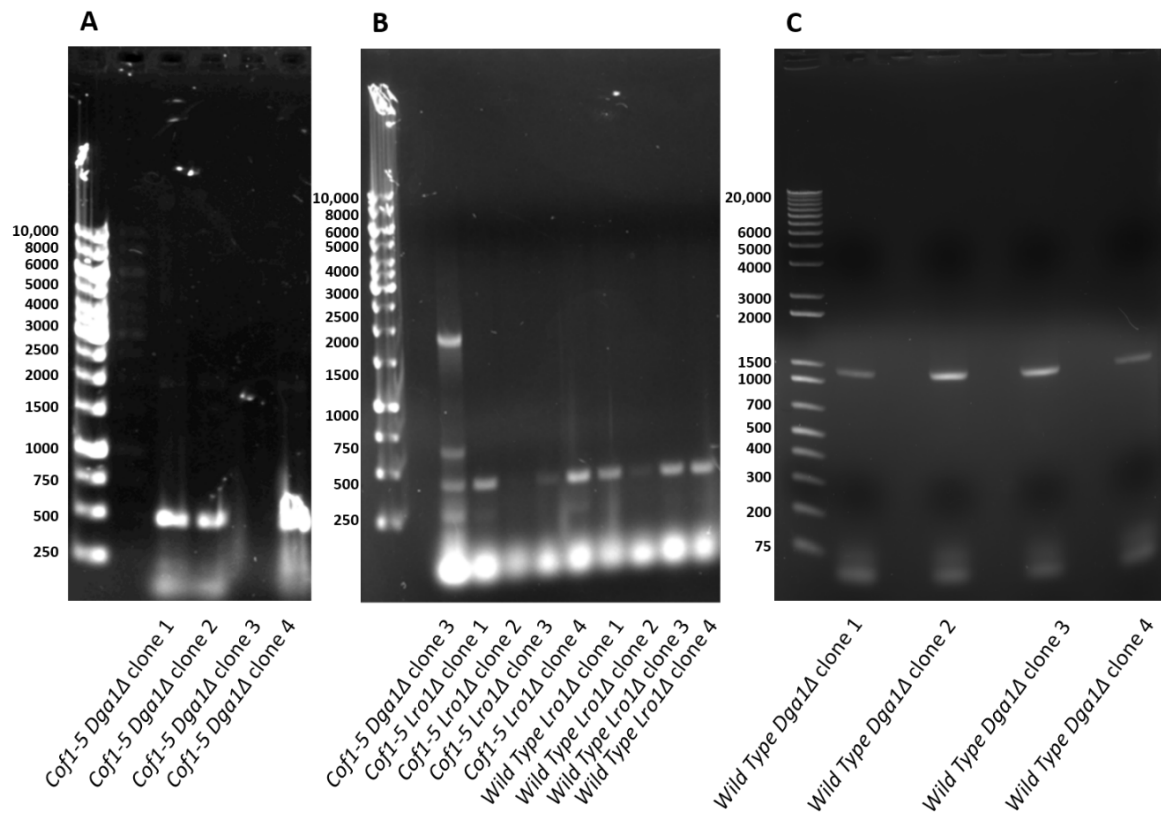 A
B
C
10,000
8000
6000
5000
4000
3000
2500
2000
1500
1000
750
500
250
10,000
8000
6000
5000
4000
3000
2000
1500
1000
750
500
250
20,000
6000
5000
4000
3000
2000
1500
1000
700
500
400
300
200
75
Cof1-5 Dga1Δ clone 1
Cof1-5 Dga1Δ clone 2
Cof1-5 Dga1Δ clone 3
Cof1-5 Dga1Δ clone 4
Cof1-5 Dga1Δ clone 3
Cof1-5 Lro1Δ clone 1
Cof1-5 Lro1Δ clone 2
Cof1-5 Lro1Δ clone 3
Cof1-5 Lro1Δ clone 4
Wild Type Lro1Δ clone 1
Wild Type Lro1Δ clone 2
Wild Type Lro1Δ clone 3
Wild Type Lro1Δ clone 4
Wild Type Dga1Δ clone 1
Wild Type Dga1Δ clone 2
Wild Type Dga1Δ clone 3
Wild Type Dga1Δ clone 4